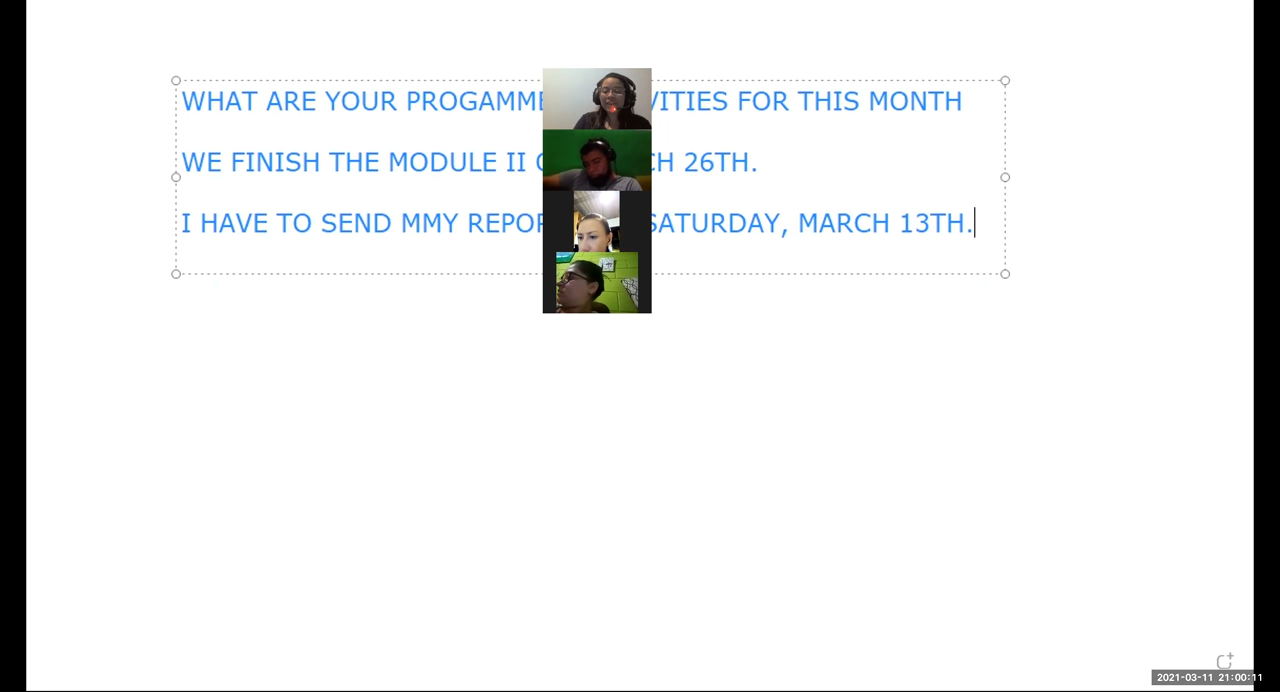 WHAT ARE YOUR PROGAMME VITIES FOR THIS MONTH
WE FINISH THE MODULE II CH 26TH.
I HAVE TO SEND MMY REPOR SATURDAY, MARCH 13TH.
2021-03-11 21:00:11